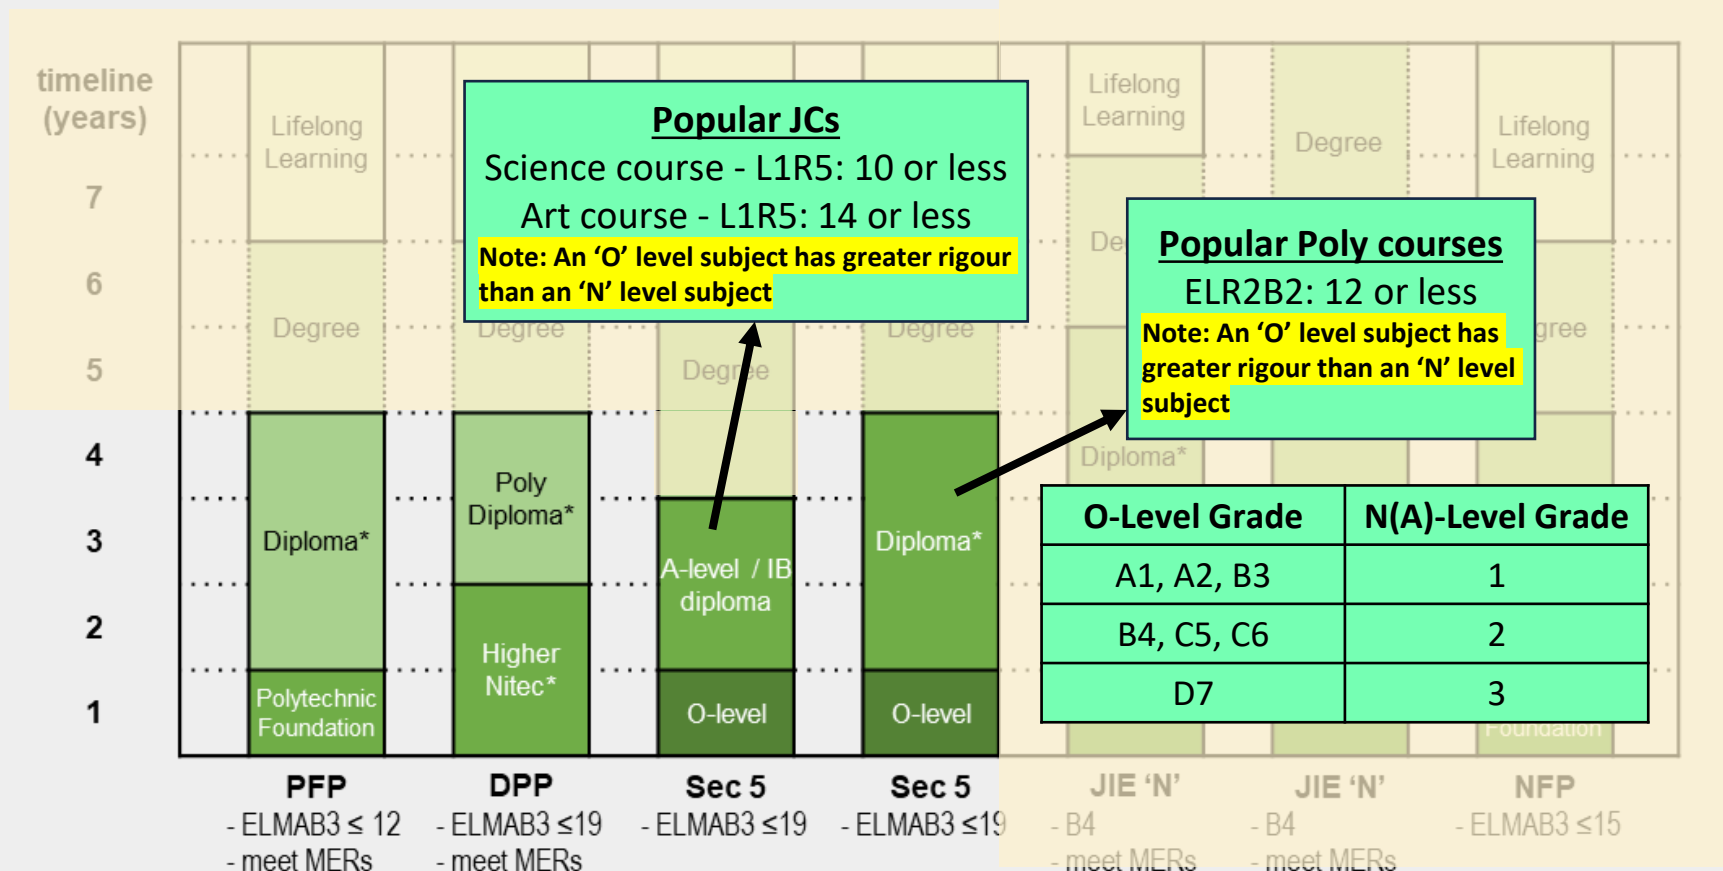 timeline
(years)
7
6
5
4
3
2
1
Lifelong
Learning
Degree
Diploma*
Polytechnic
Foundation
PFP
- ELMAB3 ≤ 12
- meet MERs
Degree
Poly
Diploma*
Higher
Nitec*
DPP
- ELMAB3 ≤19
- meet MERs
Popular JCs
Science course - L1R5: 10 or less
Art course - L1R5: 14 or less
Note: An ‘O’ level subject has greater rigour
than an ‘N’ level subject
Degree
A-level / IB
diploma
O-level
Sec 5
- ELMAB3 ≤19
Degree
Diploma*
O-level
Sec 5
- ELMAB3 ≤19
Popular Poly courses
ELR2B2: 12 or less
Note: An ‘O’ level subject has
greater rigour than an ‘N’ level
subject
Lifelong
Learning
Diploma*
JIE ‘N’
- B4
- meet MERs
Degree
JIE ‘N’
- B4
- meet MERs
Lifelong
Learning
Foundation
NFP
- ELMAB3 ≤15
O-Level Grade N(A)-Level Grade
A1, A2, B3 1
B4, C5, C6 2
D7 3